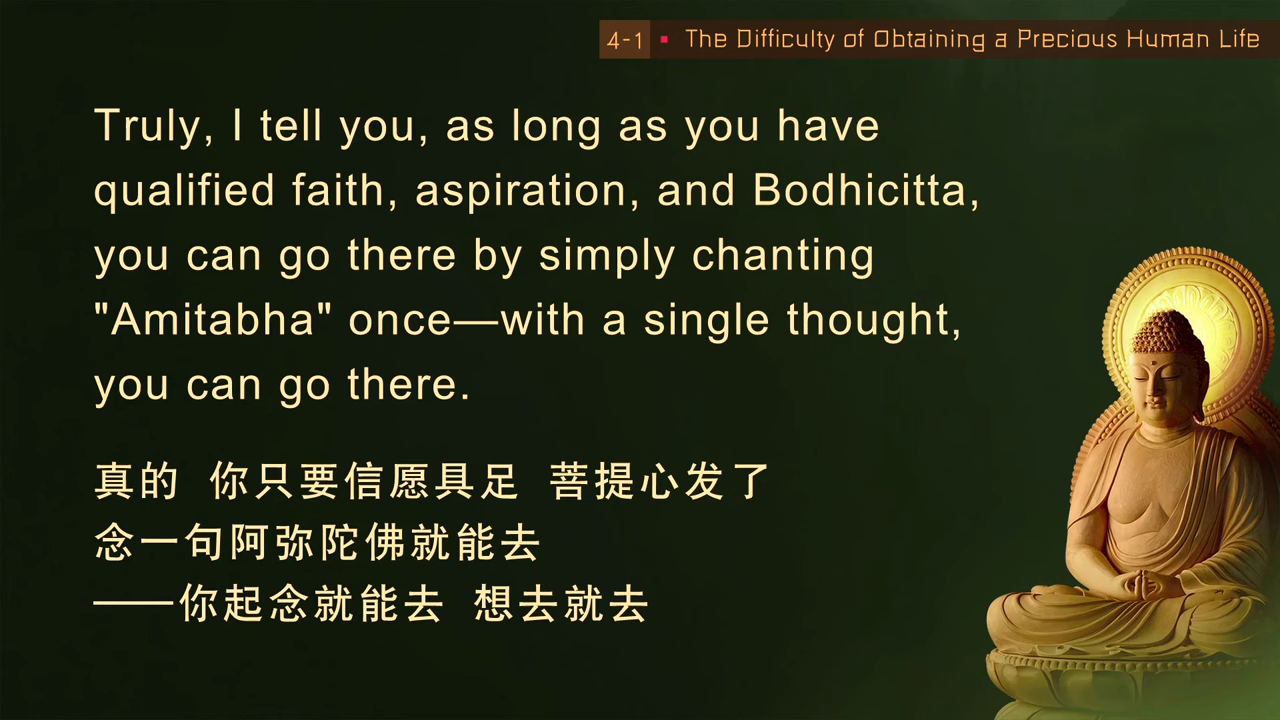 4-1 ▪ The Difficulty of Obtaining a Precious Human Life
Truly, I tell you, as long as you have
qualified faith, aspiration, and Bodhicitta,
you can go there by simply chanting
"Amitabha" once—with a single thought,
you can go there.
真的 你只要信愿具足 菩提心发了
念一句阿弥陀佛就能去
——你起念就能去 想去就去